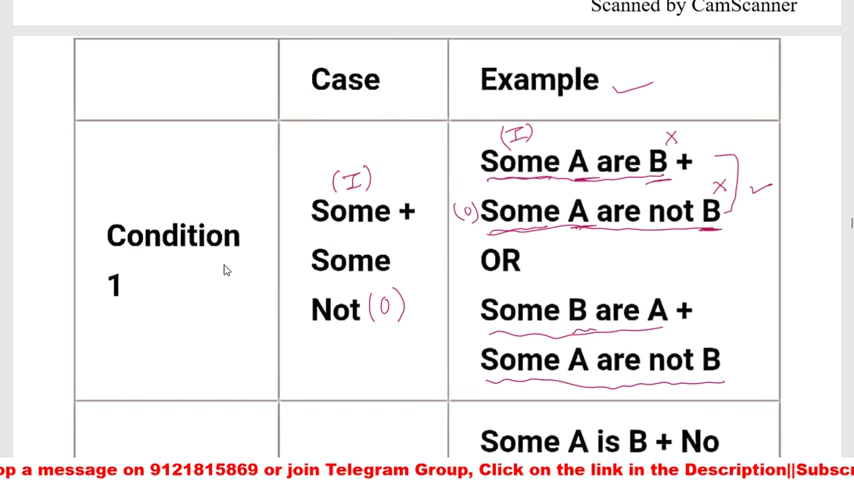 Scanned by CamScanner
Case
Example
(I)
x
Some A are B +
(I)
x
Some +
(0) Some A are not B
Condition
Some
OR
1
Not (0)
Some B are A +
Some A are not B
Some A is B + No
op a message on 9121815869 or join Telegram Group, Click on the link in the Description||Subscr